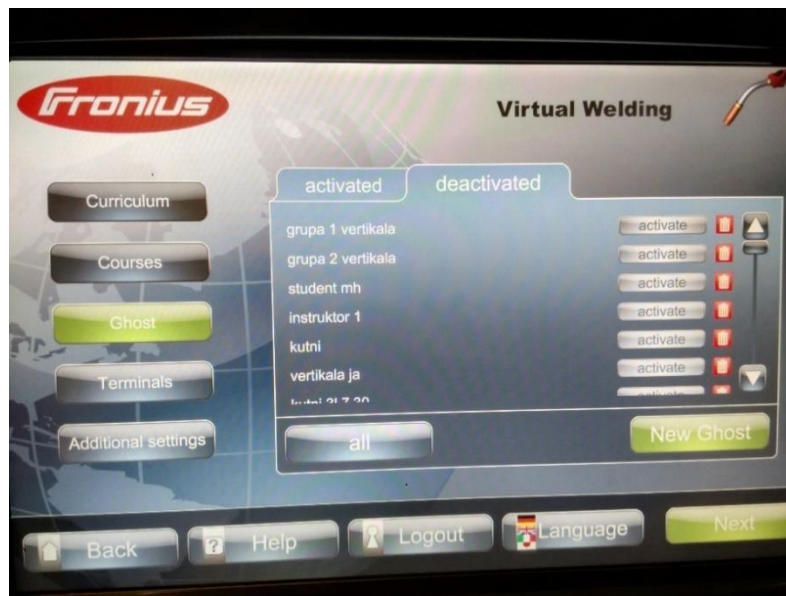 Fronius
Virtual Welding
Curriculum
Courses
Ghost
Terminals
Additional settings
activated
deactivated
grupa 1 vertikala activate
grupa 2 vertikala activate
student mh activate
instruktor 1 activate
kutni activate
vertikala ja activate
kutni activate
all
New Ghost
Back
? Help
Logout
Language
Next